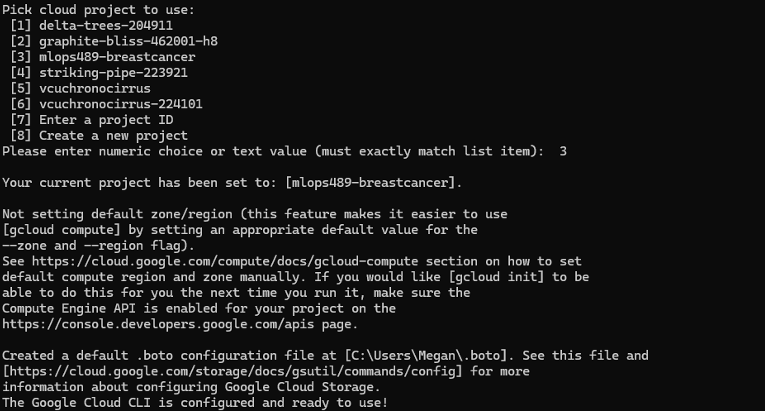 Pick cloud project to use:
 [1] delta-trees-204911
 [2] graphite-bliss-462001-h8
 [3] mlops489-breastcancer
 [4] striking-pipe-223921
 [5] vcuchronocirrus
 [6] vcuchronocirrus-224101
 [7] Enter a project ID
 [8] Create a new project
Please enter numeric choice or text value (must exactly match list item):  3

Your current project has been set to: [mlops489-breastcancer].

Not setting default zone/region (this feature makes it easier to use
[gcloud compute] by setting an appropriate default value for the
--zone and --region flag).
See https://cloud.google.com/compute/docs/gcloud-compute section on how to set
default compute region and zone manually. If you would like [gcloud init] to be
able to do this for you the next time you run it, make sure the
Compute Engine API is enabled for your project on the
https://console.developers.google.com/apis page.

Created a default .boto configuration file at [C:\Users\Megan\.boto]. See this file and
[https://cloud.google.com/storage/docs/gsutil/commands/config] for more
information about configuring Google Cloud Storage.
The Google Cloud CLI is configured and ready to use!